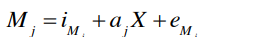 M_j = i_{M_j} + a_j X + e_{M_j}